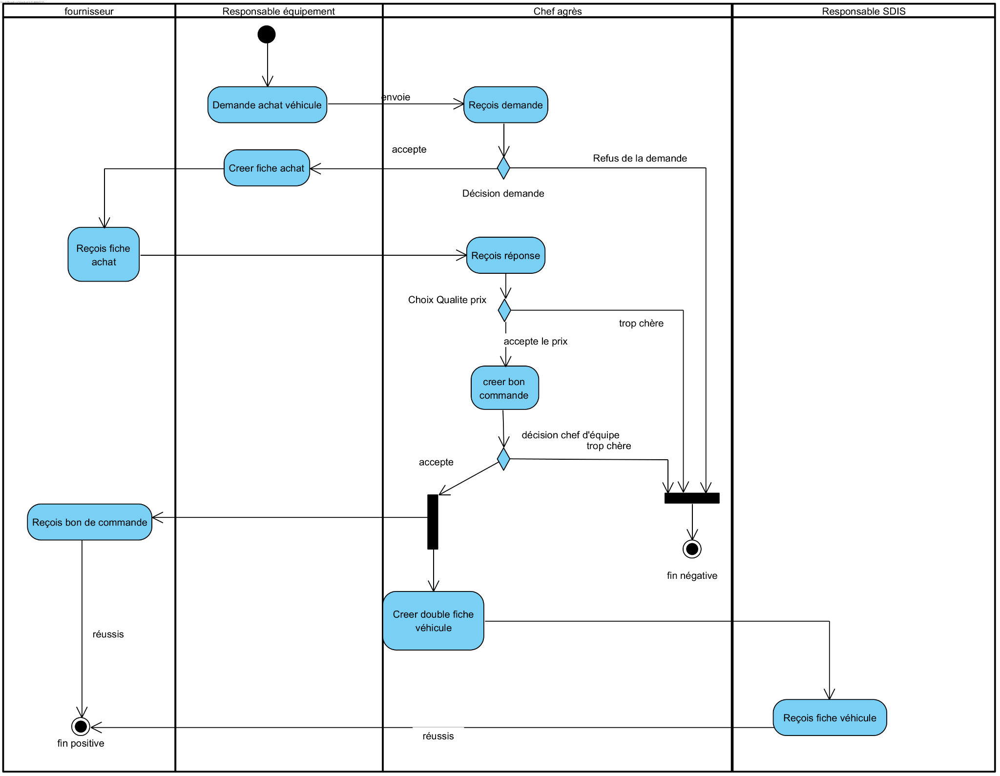 fournisseur
Responsable équipement
Chef agrès
Responsable SDIS
Demande achat véhicule
envoie
Reçois demande
accepte
Refus de la demande
Creer fiche achat
Décision demande
Reçois fiche
achat
Reçois réponse
Choix Qualite prix
trop chère
accepte le prix
creer bon
commande
décision chef d'équipe
trop chère
accepte
Reçois bon de commande
fin négative
Creer double fiche
véhicule
réussis
Reçois fiche véhicule
réussis
fin positive